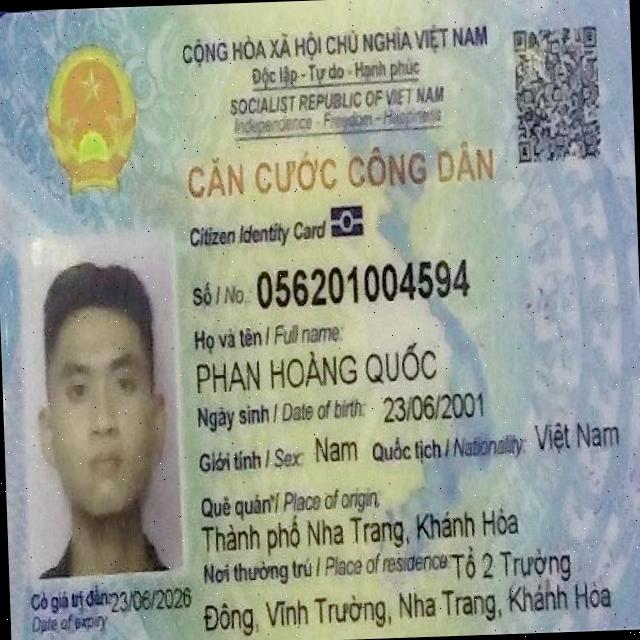 CỘNG HÒA XÃ HỘI CHỦ NGHĨA VIỆT NAM
Độc lập - Tự do - Hạnh phúc
SOCIALIST REPUBLIC OF VIET NAM
Independence - Freedom - Happiness
CĂN CƯỚC CÔNG DÂN
Citizen Identity Card
Số / No.: 056201004594
Họ và tên / Full name:
PHAN HOÀNG QUỐC
Ngày sinh / Date of birth: 23/06/2001
Giới tính / Sex: Nam Quốc tịch / Nationality: Việt Nam
Quê quán / Place of origin:
Thành phố Nha Trang, Khánh Hòa
Nơi thường trú / Place of residence: Tổ 2 Trường
Đông, Vĩnh Trường, Nha Trang, Khánh Hòa
Có giá trị đến: 23/06/2026
Date of expiry